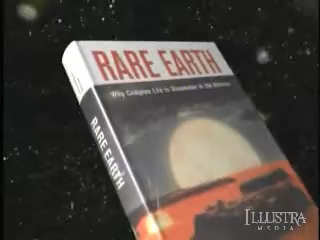 RARE EARTH
Why Complex Life Is Uncommon in the Universe
RARE EARTH
ILLUSTRA
MEDIA